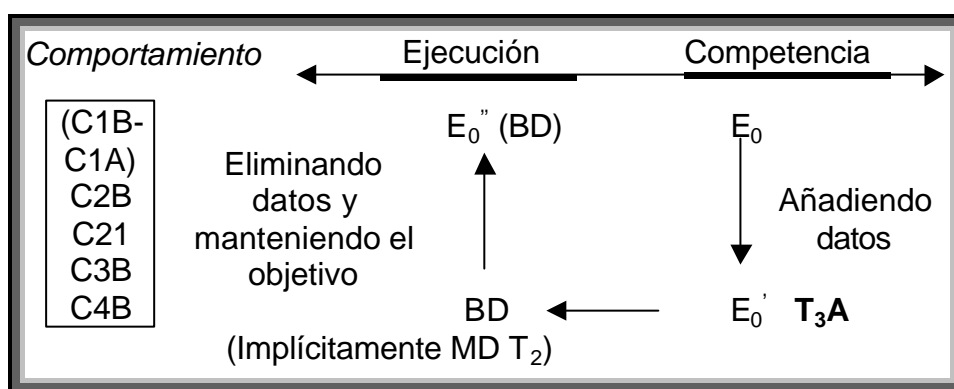 Comportamiento Ejecución Competencia
(C1B-
C1A)
C2B
C21
C3B
C4B
Eliminando
datos y
manteniendo el
objetivo
E₀” (BD)
BD
(Implícitamente MD T₂)
E₀
Añadiendo
datos
E₀’ T₃A